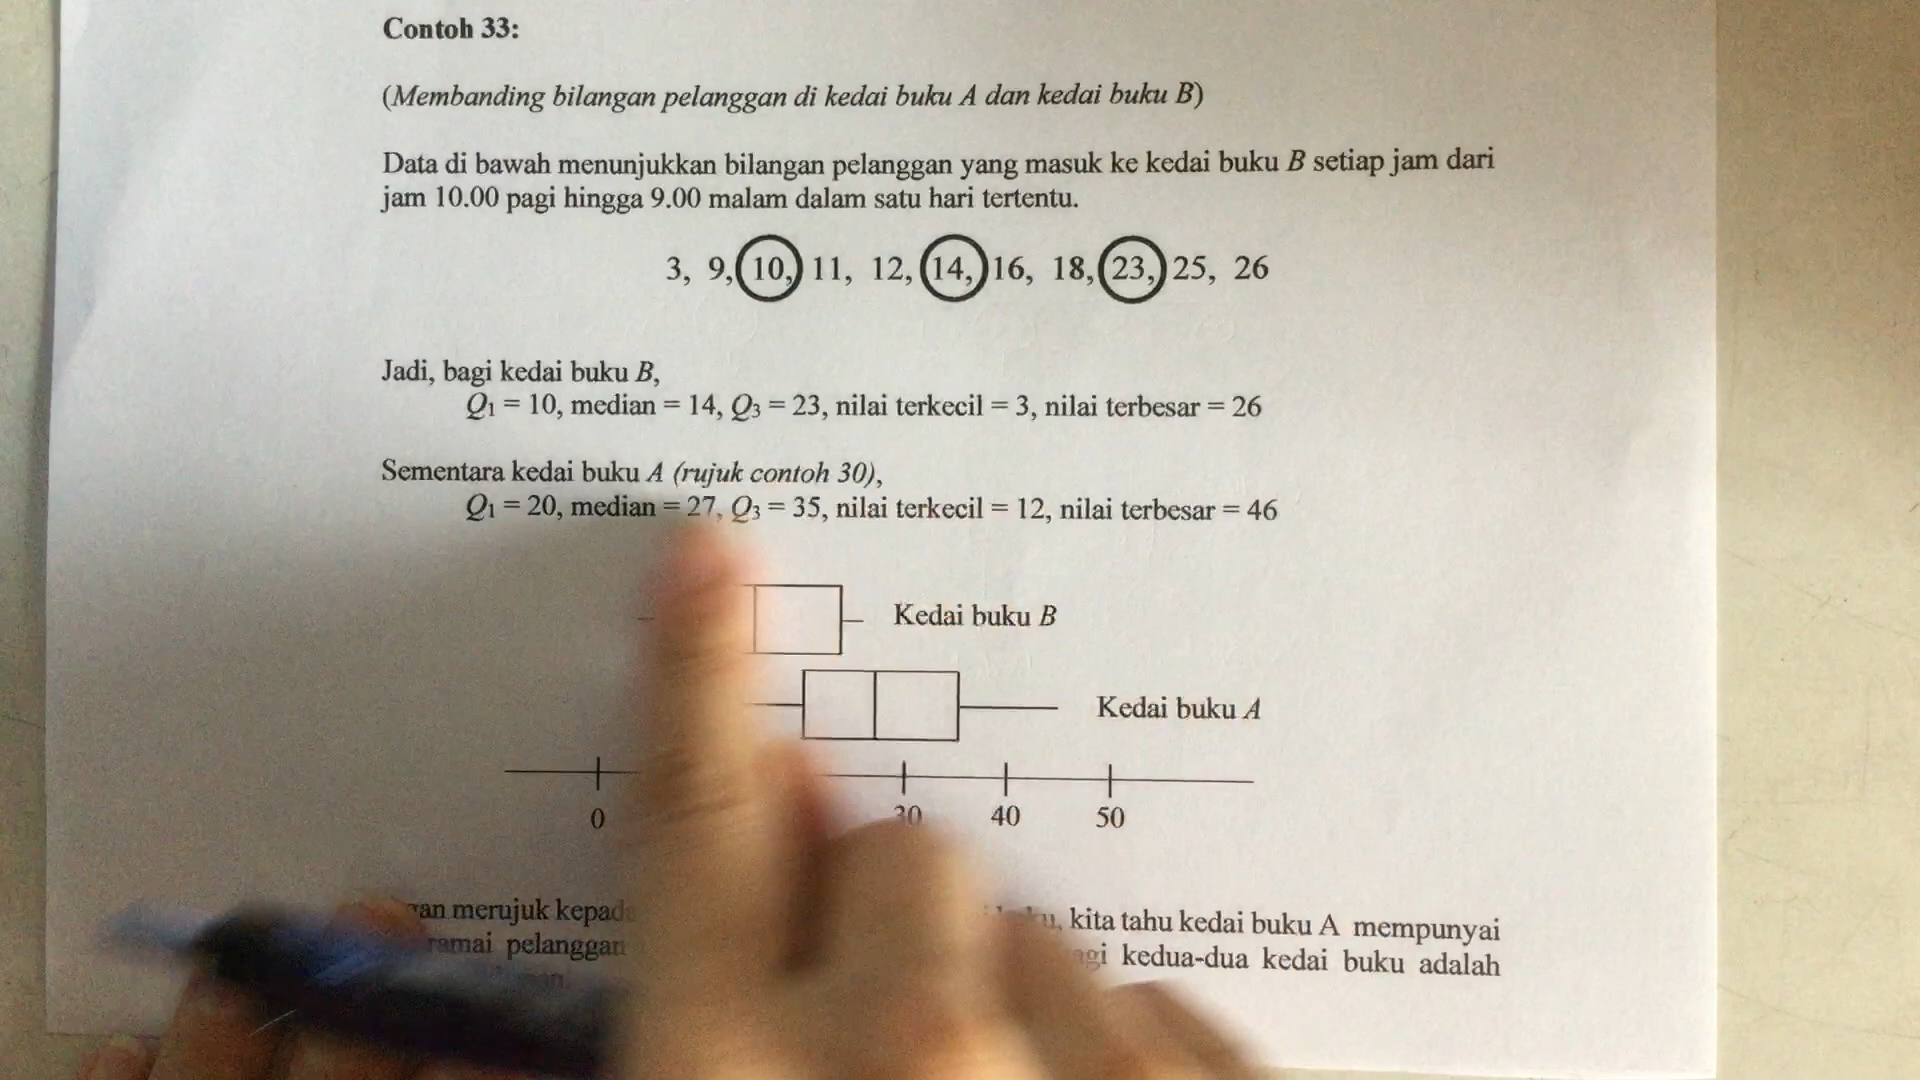 Contoh 33:
(Membanding bilangan pelanggan di kedai buku A dan kedai buku B)
Data di bawah menunjukkan bilangan pelanggan yang masuk ke kedai buku B setiap jam dari
jam 10.00 pagi hingga 9.00 malam dalam satu hari tertentu.
3, 9, 10, 11, 12, 14, 16, 18, 23, 25, 26
Jadi, bagi kedai buku B,
Q1 = 10, median = 14, Q3 = 23, nilai terkecil = 3, nilai terbesar = 26
Sementara kedai buku A (rujuk contoh 30),
Q1 = 20, median = 27, Q3 = 35, nilai terkecil = 12, nilai terbesar = 46
Kedai buku B
Kedai buku A
0 30 40 50
merujuk kepada kita tahu kedai buku A mempunyai
ramai pelanggan kedua-dua kedai buku adalah